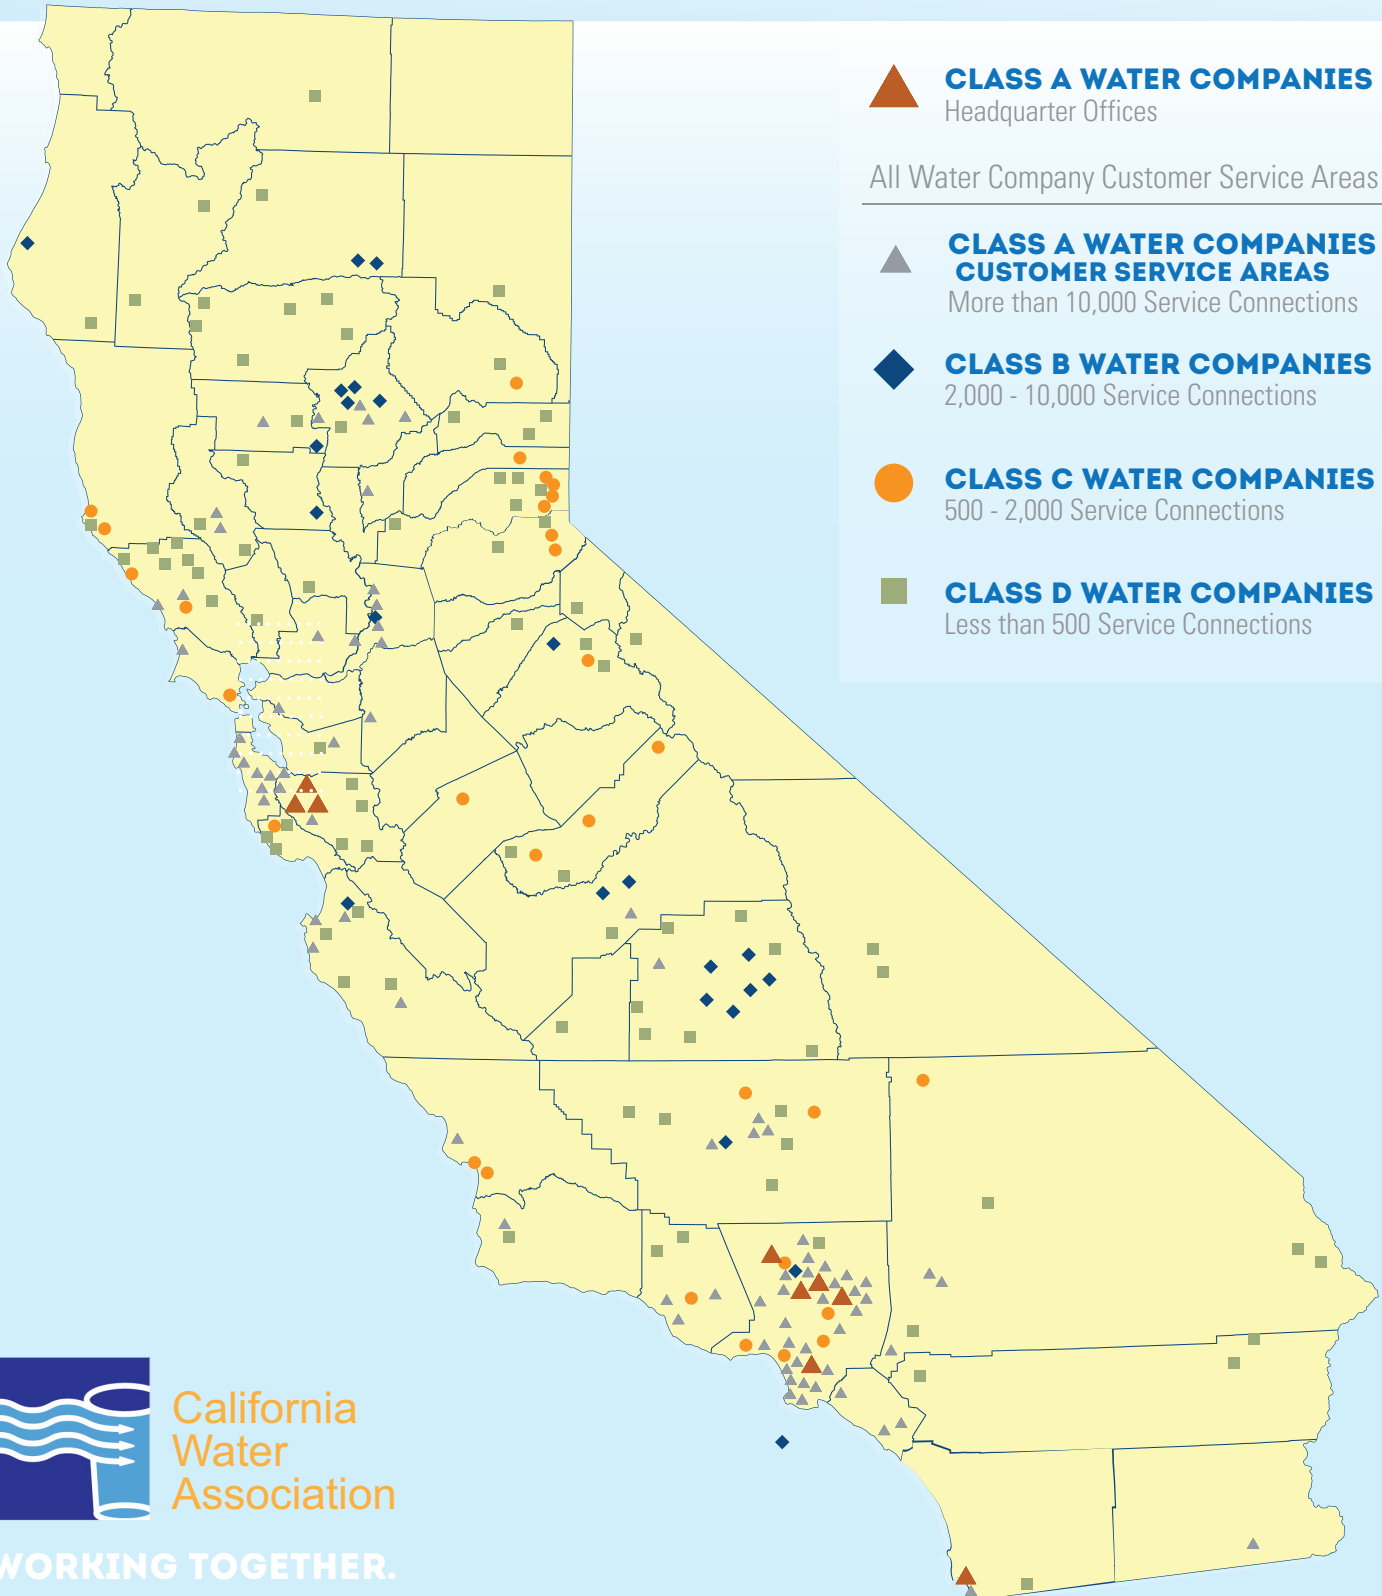 CLASS A WATER COMPANIES
Headquarter Offices
All Water Company Customer Service Areas
CLASS A WATER COMPANIES
CUSTOMER SERVICE AREAS
More than 10,000 Service Connections
CLASS B WATER COMPANIES
2,000 - 10,000 Service Connections
CLASS C WATER COMPANIES
500 - 2,000 Service Connections
CLASS D WATER COMPANIES
Less than 500 Service Connections
California
Water
Association
WORKING TOGETHER.